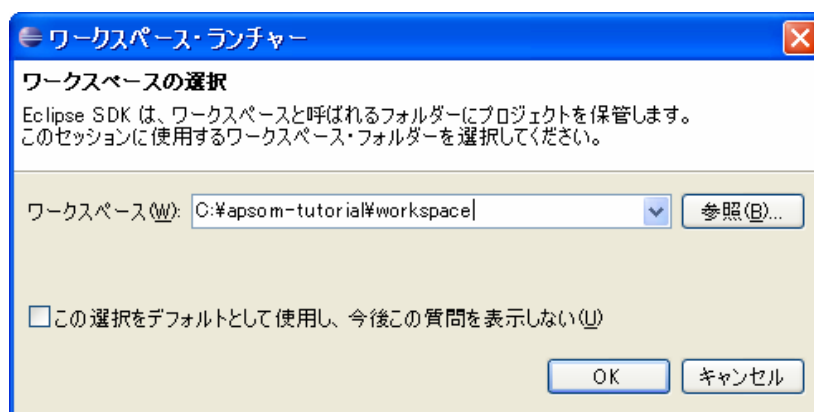 ワークスペース・ランチャー
ワークスペースの選択
Eclipse SDK は、ワークスペースと呼ばれるフォルダーにプロジェクトを保管します。
このセッションに使用するワークスペース・フォルダーを選択してください。
ワークスペース(W): C:¥apsom-tutorial¥workspace 参照(B)...
この選択をデフォルトとして使用し、今後この質問を表示しない(U)
OK キャンセル